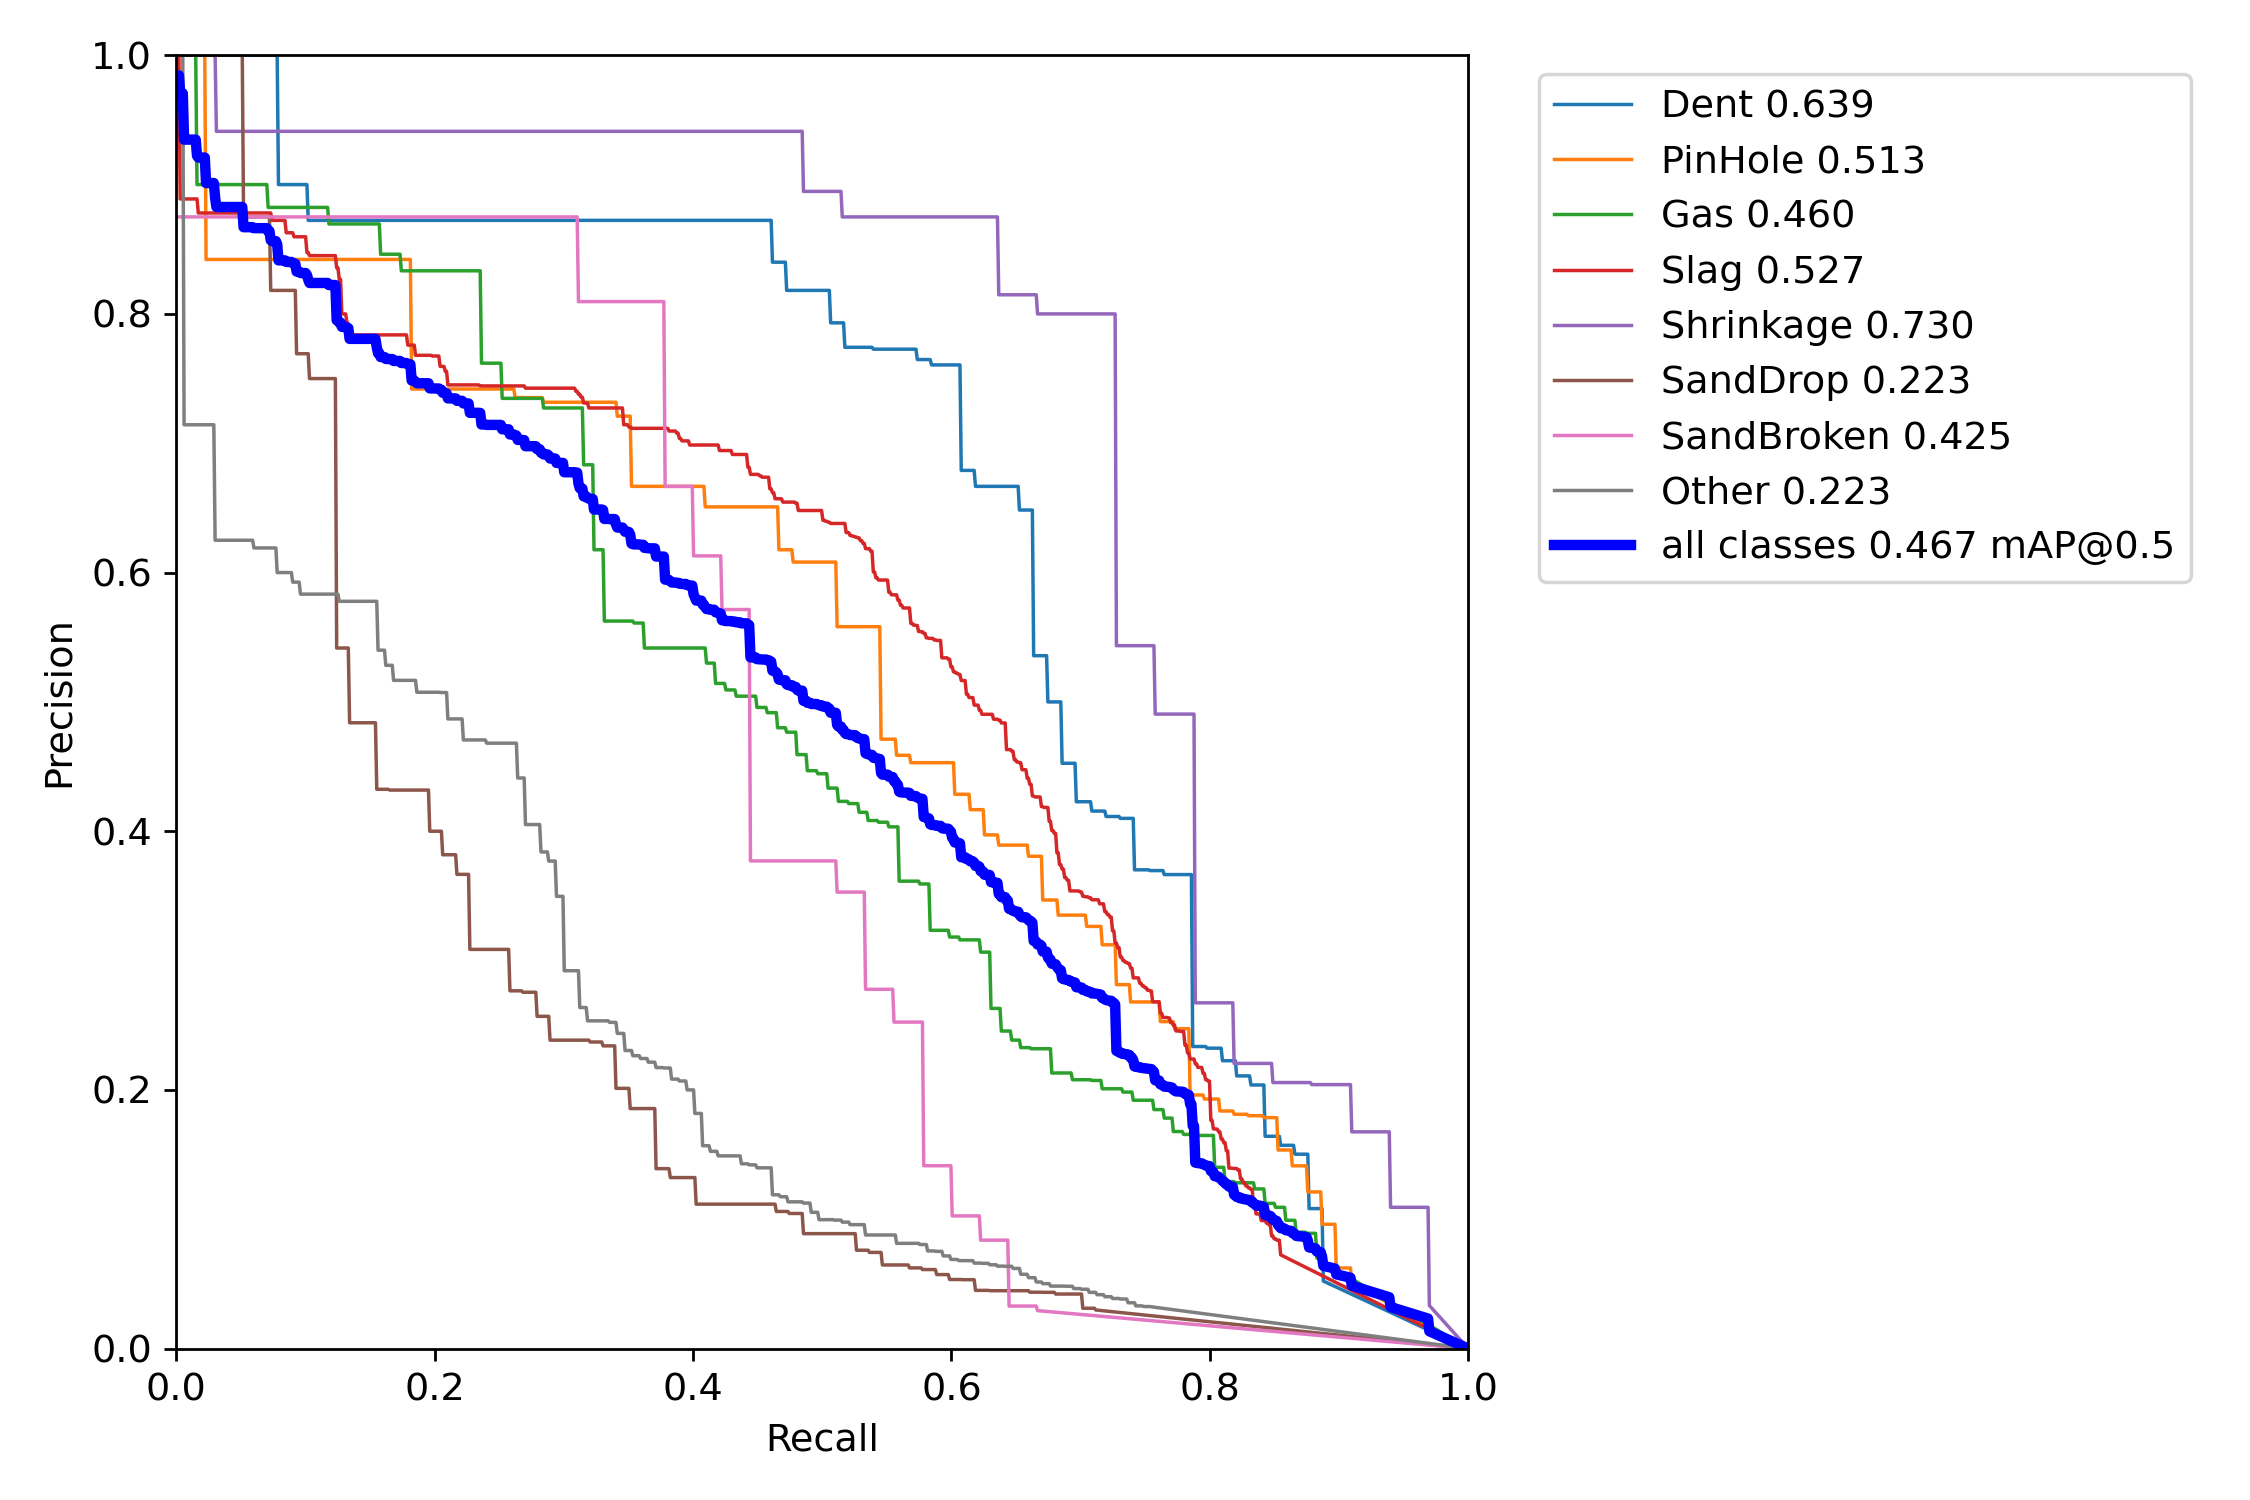 1.0
0.8
0.6
0.4
0.2
0.0
Precision
0.0 0.2 0.4 0.6 0.8 1.0
Recall
Dent 0.639
PinHole 0.513
Gas 0.460
Slag 0.527
Shrinkage 0.730
SandDrop 0.223
SandBroken 0.425
Other 0.223
all classes 0.467 mAP@0.5